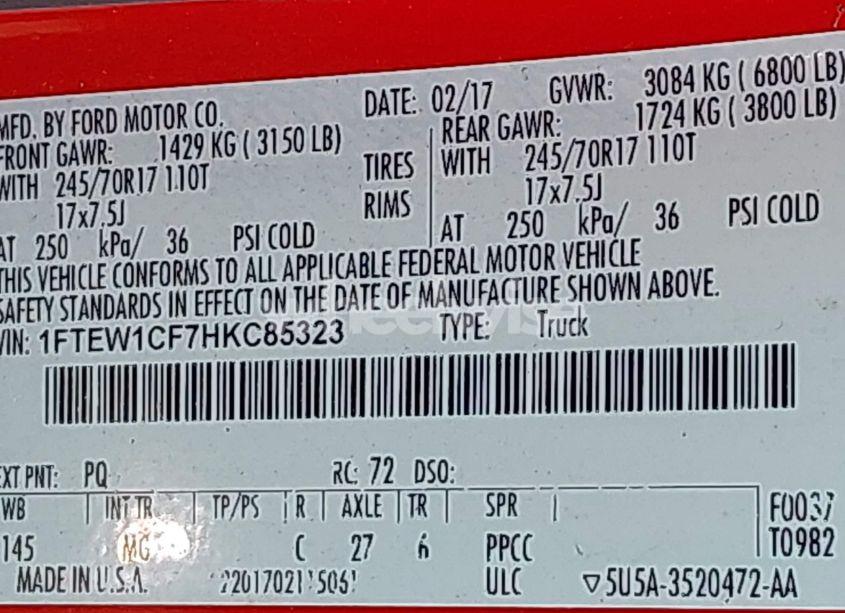 MFD. BY FORD MOTOR CO. DATE: 02/17 GVWR: 3084 KG ( 6800 LB)
FRONT GAWR: 1429 KG ( 3150 LB) REAR GAWR: 1724 KG ( 3800 LB)
WITH 245/70R17 110T TIRES WITH 245/70R17 110T
17x7.5J RIMS 17x7.5J
AT 250 kPa/ 36 PSI COLD AT 250 kPa/ 36 PSI COLD
THIS VEHICLE CONFORMS TO ALL APPLICABLE FEDERAL MOTOR VEHICLE
SAFETY STANDARDS IN EFFECT ON THE DATE OF MANUFACTURE SHOWN ABOVE.
VIN: 1FTEW1CF7HKC85323 TYPE: Truck
EXT PNT: PQ RC: 72 DSO:
WB INT TR TP/PS R AXLE TR SPR F0037
145 MG C 27 6 PPCC T0982
MADE IN U.S.A. ULC ▽5U5A-3520472-AA